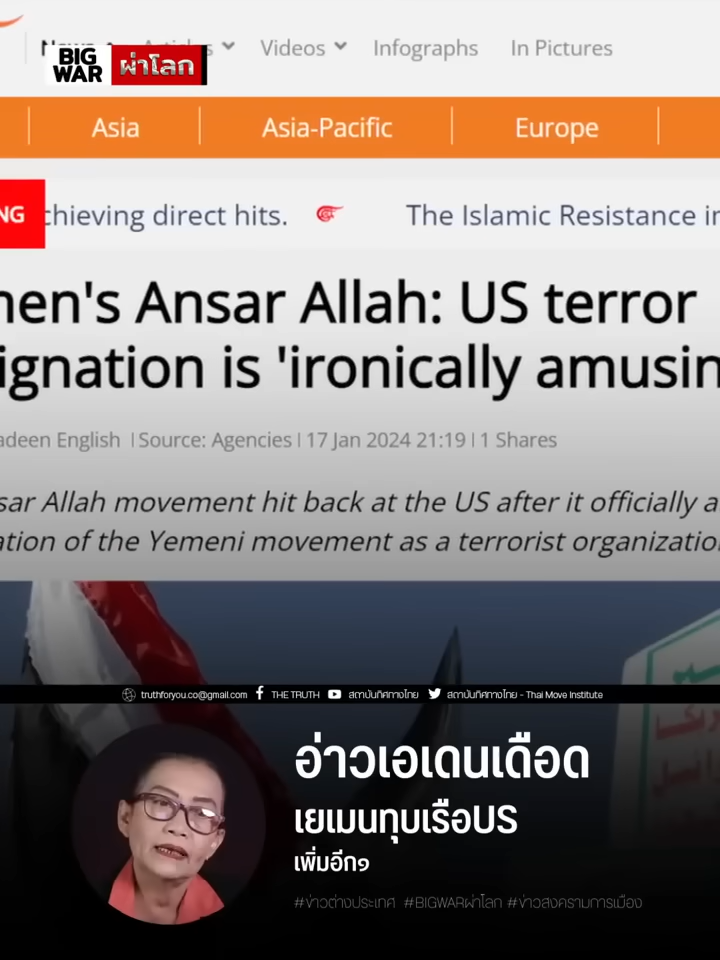 Videos Infographs In Pictures
BIG
WAR
ผ่าโลก
Asia Asia-Pacific Europe
NG chieving direct hits. The Islamic Resistance in
nen's Ansar Allah: US terror
ignation is 'ironically amusin
adeen English | Source: Agencies | 17 Jan 2024 21:19 | 1 Shares
sar Allah movement hit back at the US after it officially a
ation of the Yemeni movement as a terrorist organization
truthforyou.co@gmail.com THE TRUTH สถาบันทิศทางไทย สถาบันทิศทางไทย - Thai Move Institute
อ่าวเอเดนเดือด
เยเมนทุบเรือUS
เพิ่มอีก๑
#ข่าวต่างประเทศ #BIGWARผ่าโลก #ข่าวสงครามการเมือง